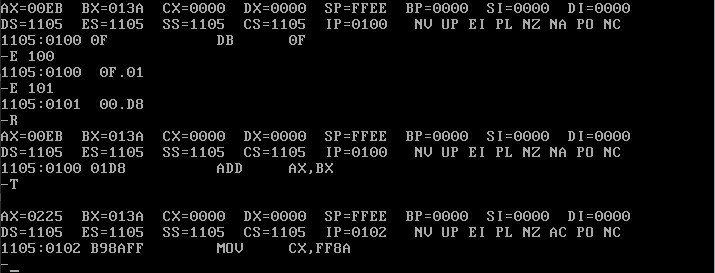 AX=00EB  BX=013A  CX=0000  DX=0000  SP=FFEE  BP=0000  SI=0000  DI=0000
DS=1105  ES=1105  SS=1105  CS=1105  IP=0100   NV UP EI PL NZ NA PO NC
1105:0100 0F            DB      0F
-E 100
1105:0100  0F.01
-E 101
1105:0101  00.D8
-R
AX=00EB  BX=013A  CX=0000  DX=0000  SP=FFEE  BP=0000  SI=0000  DI=0000
DS=1105  ES=1105  SS=1105  CS=1105  IP=0100   NV UP EI PL NZ NA PO NC
1105:0100 01D8          ADD     AX,BX
-T
AX=0225  BX=013A  CX=0000  DX=0000  SP=FFEE  BP=0000  SI=0000  DI=0000
DS=1105  ES=1105  SS=1105  CS=1105  IP=0102   NV UP EI PL NZ AC PO NC
1105:0102 B98AFF        MOV     CX,FF8A
-_